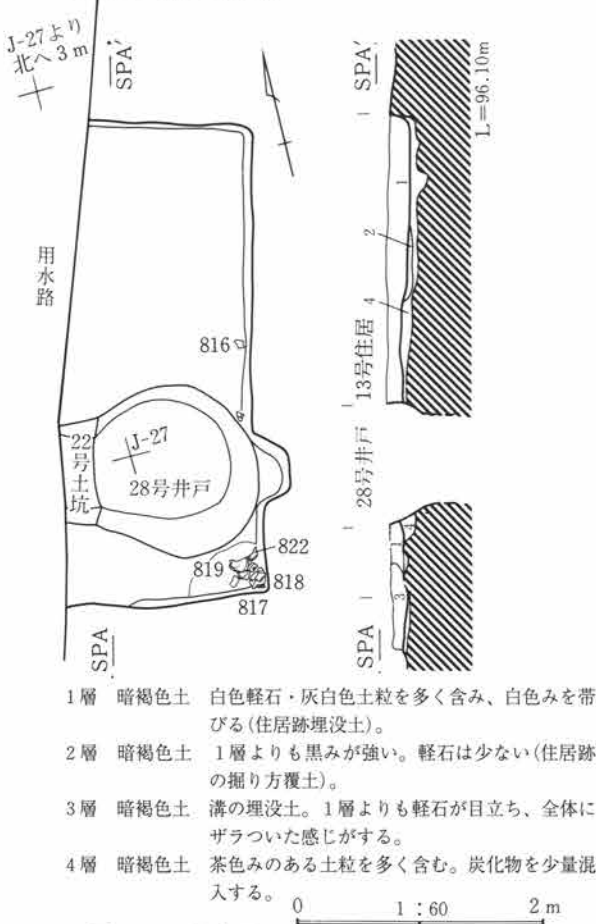 J-27より
北へ3m
SPA'
SPA'
L=96.10m
1
2
4
用水路
816
13号住居
22号土坑
J-27
28号井戸
28号井戸
822
819
818
817
1
4
3
SPA
SPA
1層 暗褐色土 白色軽石・灰白色土粒を多く含み、白色みを帯
びる(住居跡埋没土)。
2層 暗褐色土 1層よりも黒みが強い。軽石は少ない(住居跡
の掘り方覆土)。
3層 暗褐色土 溝の埋没土。1層よりも軽石が目立ち、全体に
ザラついた感じがする。
4層 暗褐色土 茶色みのある土粒を多く含む。炭化物を少量混
入する。
0 1:60 2m